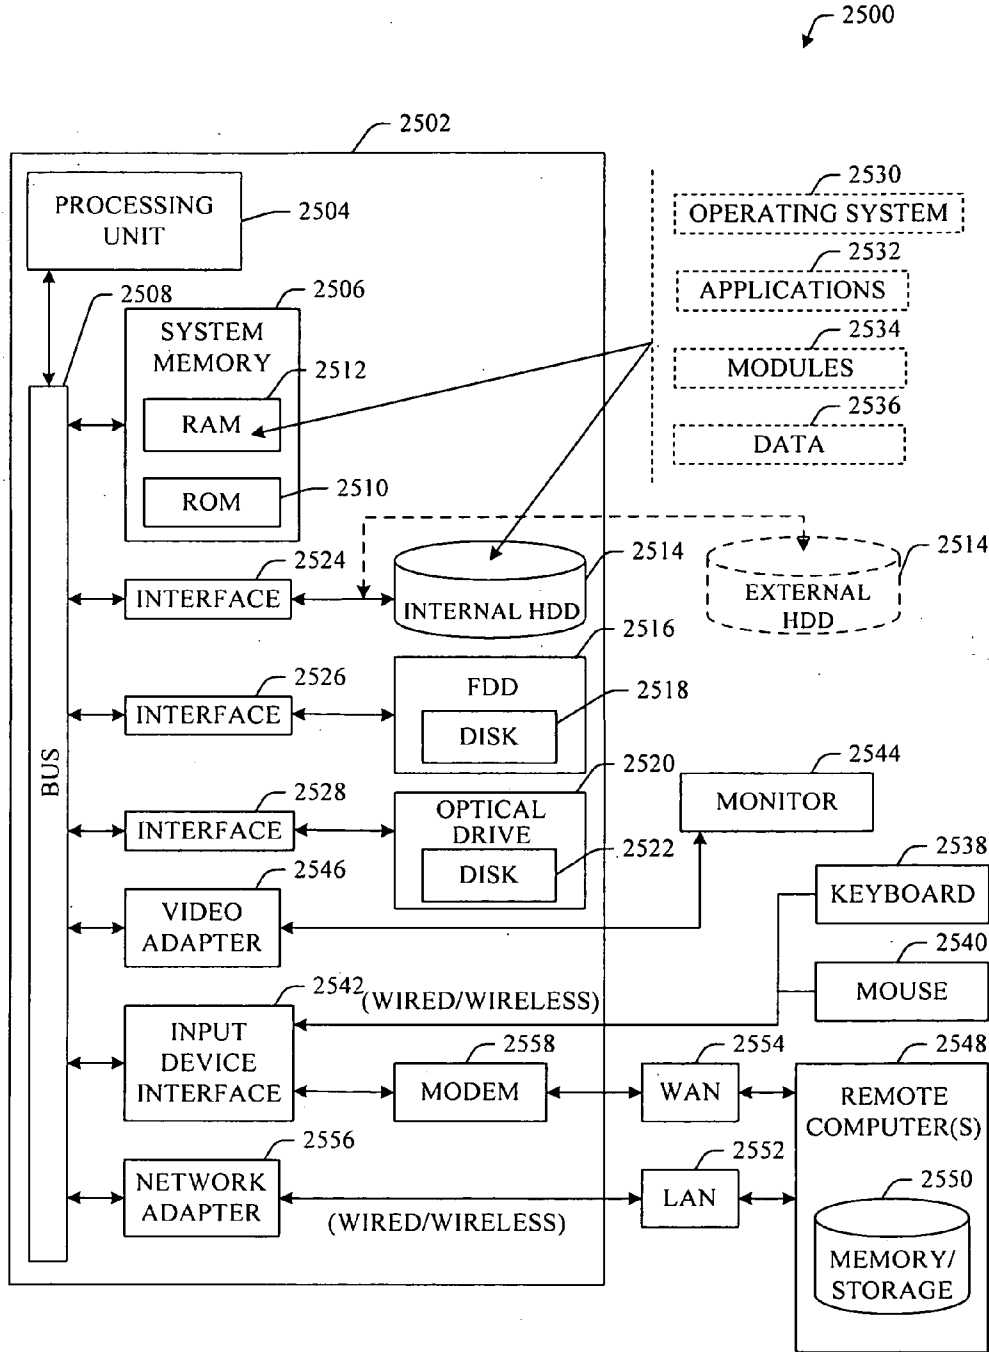 2500
2502
PROCESSING
UNIT
2504
2508
2506
SYSTEM
MEMORY
2512
RAM
2510
ROM
2530
OPERATING SYSTEM
2532
APPLICATIONS
2534
MODULES
2536
DATA
2524
INTERFACE
2514
INTERNAL HDD
2514
EXTERNAL
HDD
2516
2526
INTERFACE
FDD
2518
DISK
BUS
2520
2528
INTERFACE
OPTICAL
DRIVE
2522
DISK
2544
MONITOR
2546
VIDEO
ADAPTER
2538
KEYBOARD
2540
MOUSE
2542
(WIRED/WIRELESS)
INPUT
DEVICE
INTERFACE
2558
MODEM
2554
WAN
2548
REMOTE
COMPUTER(S)
2556
NETWORK
ADAPTER
(WIRED/WIRELESS)
2552
LAN
2550
MEMORY/
STORAGE